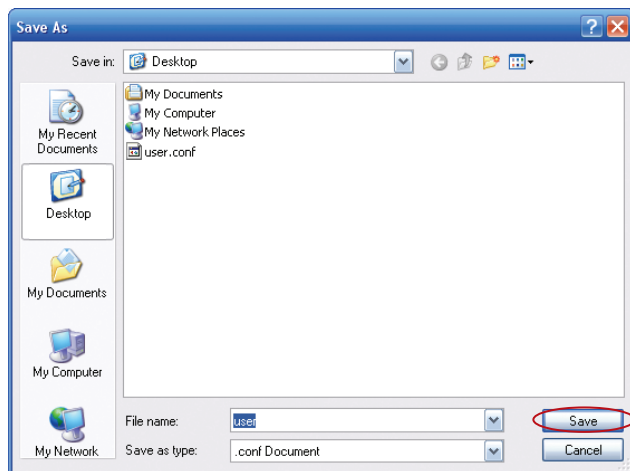 Save As
Save in: Desktop
My Documents
My Computer
My Network Places
user.conf
My Recent
Documents
Desktop
My Documents
My Computer
My Network
File name: user
Save
Save as type: .conf Document
Cancel